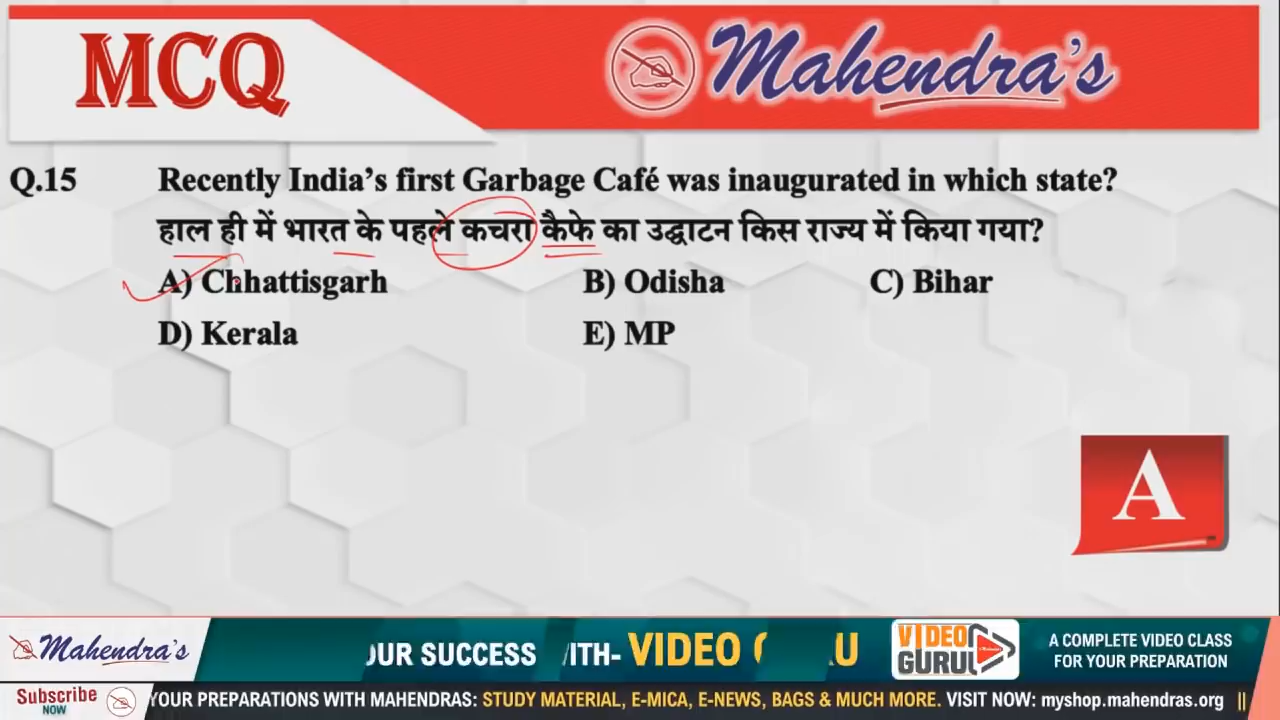 MCQ
Mahendra's
Q.15 Recently India's first Garbage Café was inaugurated in which state?
हाल ही में भारत के पहले कचरा कैफे का उद्घाटन किस राज्य में किया गया?
A) Chhattisgarh B) Odisha C) Bihar
D) Kerala E) MP
A
Mahendra's
OUR SUCCESS WITH- VIDEO
VIDEO GURU
A COMPLETE VIDEO CLASS
FOR YOUR PREPARATION
Subscribe NOW
YOUR PREPARATIONS WITH MAHENDRAS: STUDY MATERIAL, E-MICA, E-NEWS, BAGS & MUCH MORE. VISIT NOW: myshop.mahendras.org ||